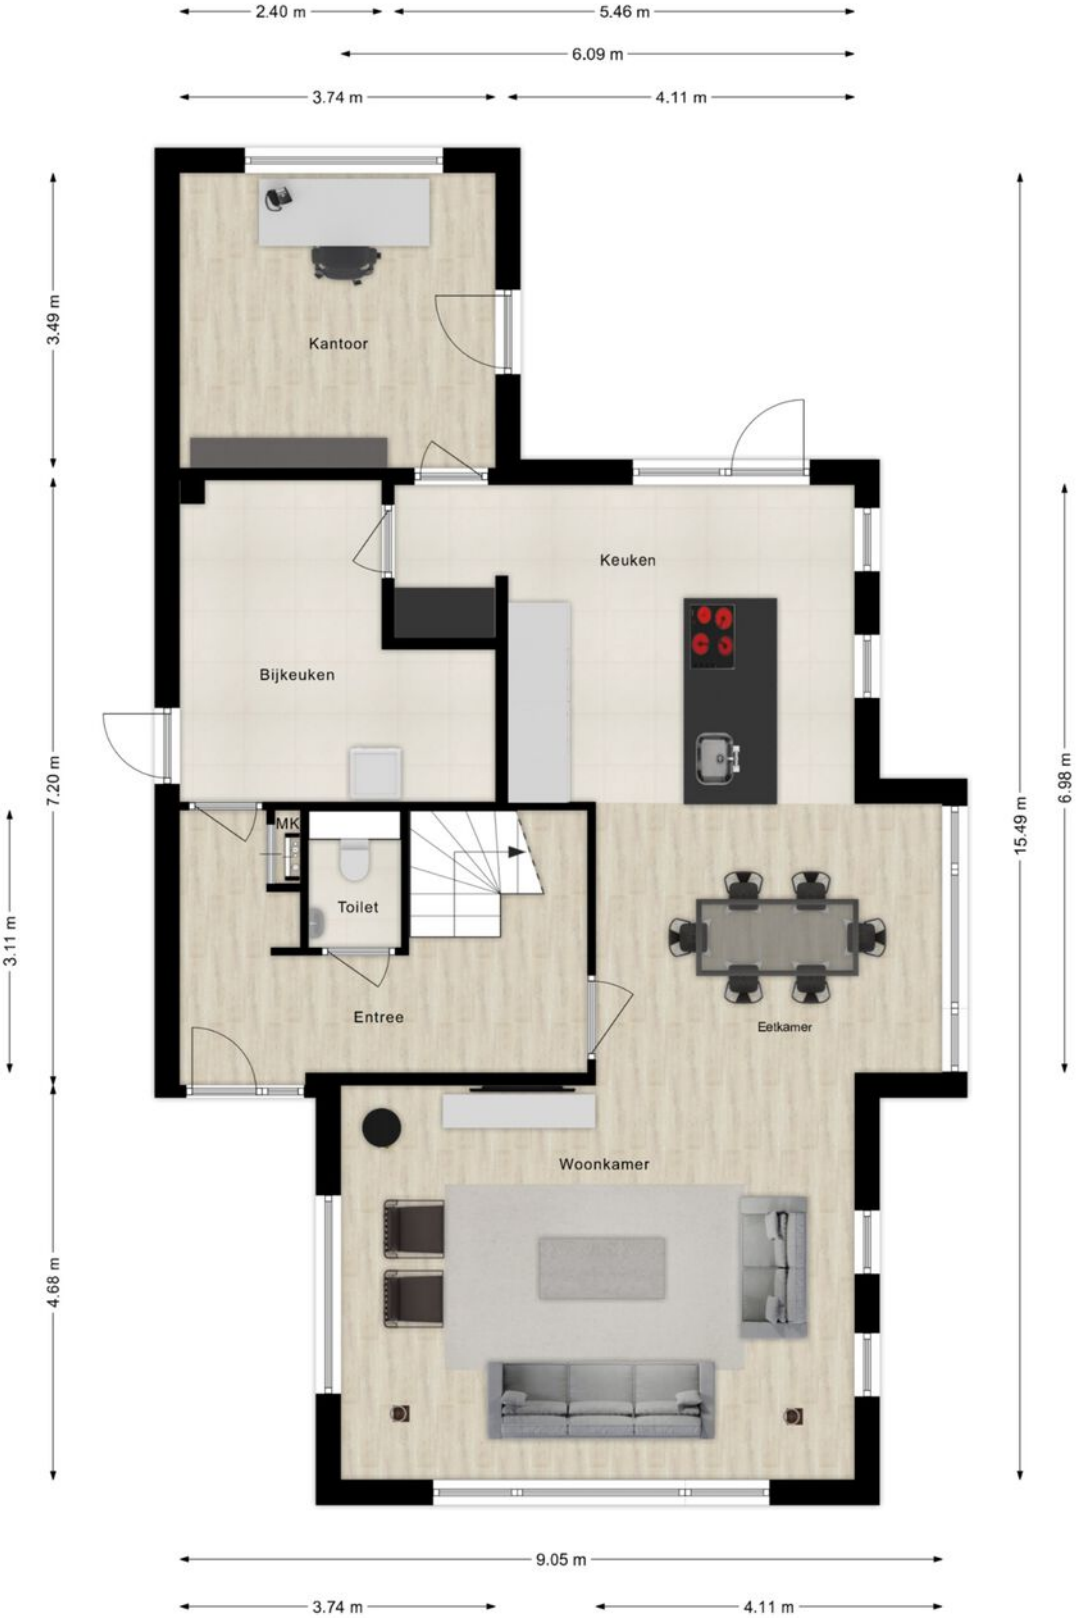 2.40 m
5.46 m
6.09 m
3.74 m
4.11 m
3.49 m
Kantoor
Keuken
Bijkeuken
7.20 m
6.98 m
15.49 m
MK
Toilet
3.11 m
Entree
Eetkamer
Woonkamer
4.68 m
9.05 m
3.74 m
4.11 m